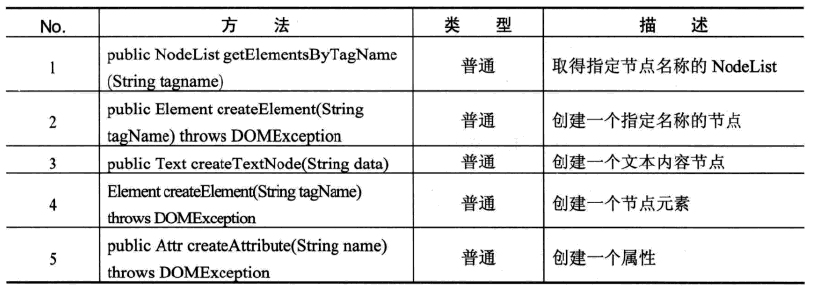 No. 方 法 类 型 描 述
1 public NodeList getElementsByTagName (String tagname) 普通 取得指定节点名称的 NodeList
2 public Element createElement(String tagName) throws DOMException 普通 创建一个指定名称的节点
3 public Text createTextNode(String data) 普通 创建一个文本内容节点
4 Element createElement(String tagName) throws DOMException 普通 创建一个节点元素
5 public Attr createAttribute(String name) throws DOMException 普通 创建一个属性